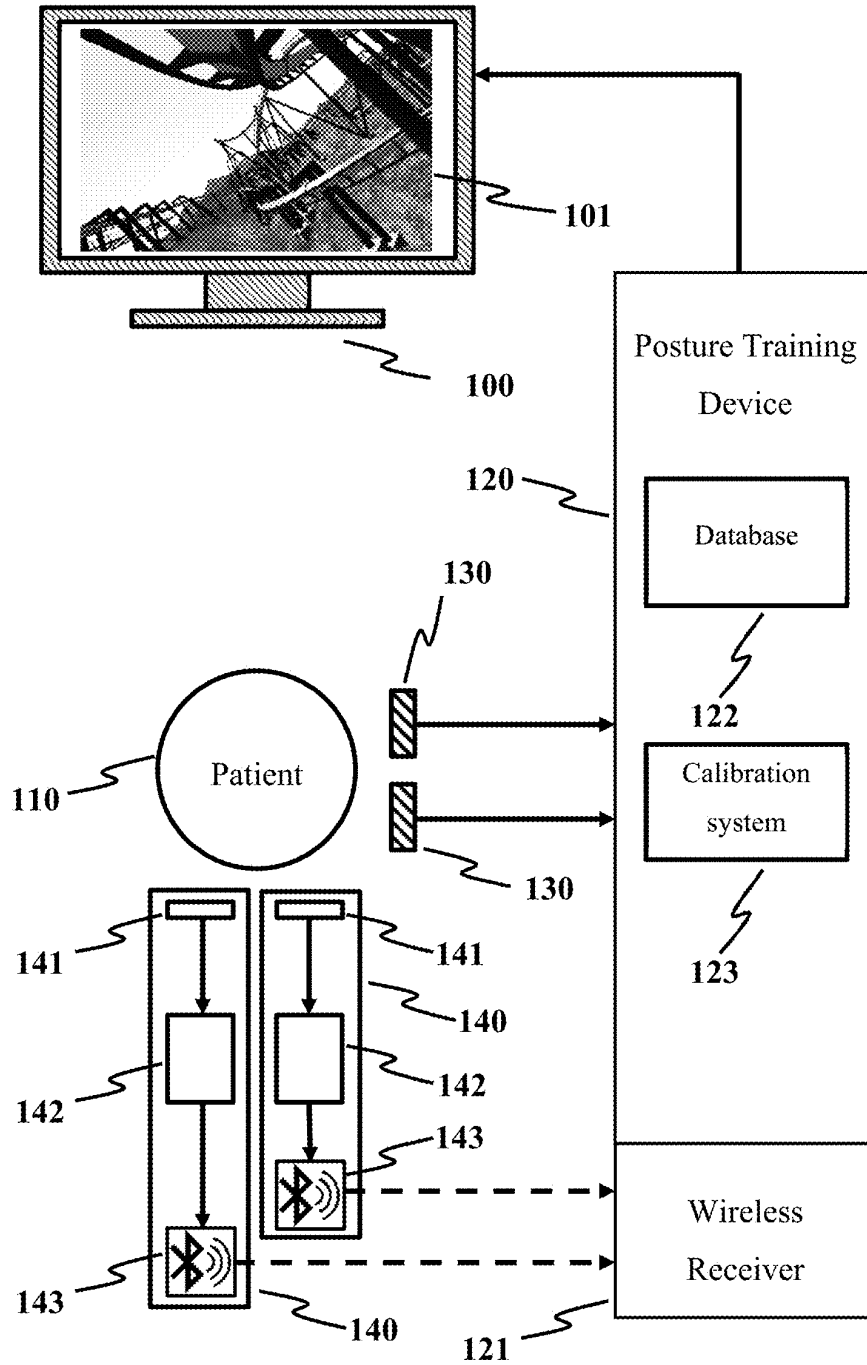 101
100
Posture Training
Device
120
Database
130
122
Patient
110
Calibration
system
130
123
141
141
140
142
142
143
143
140
Wireless
Receiver
121